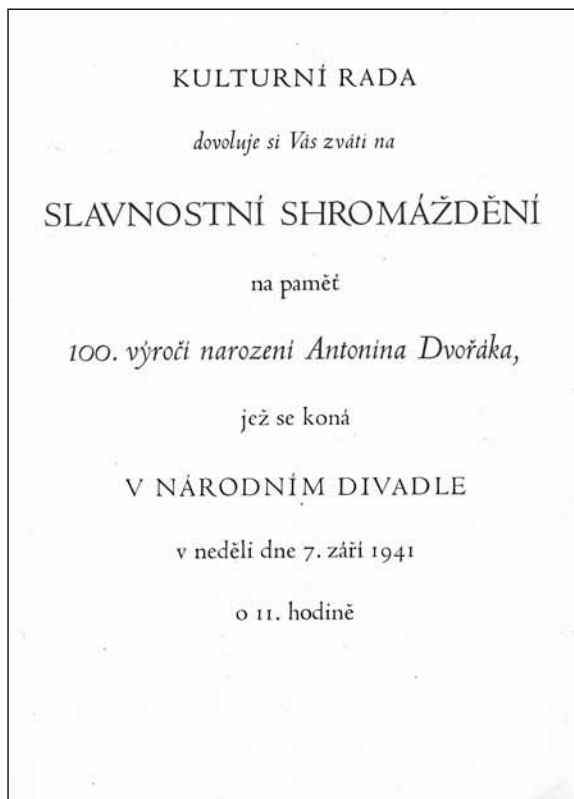 KULTURNÍ RADA
dovoluje si Vás zváti na
SLAVNOSTNÍ SHROMÁŽDĚNÍ
na paměť
100. výročí narození Antonína Dvořáka,
jež se koná
V NÁRODNÍM DIVADLE
v neděli dne 7. září 1941
o 11. hodině